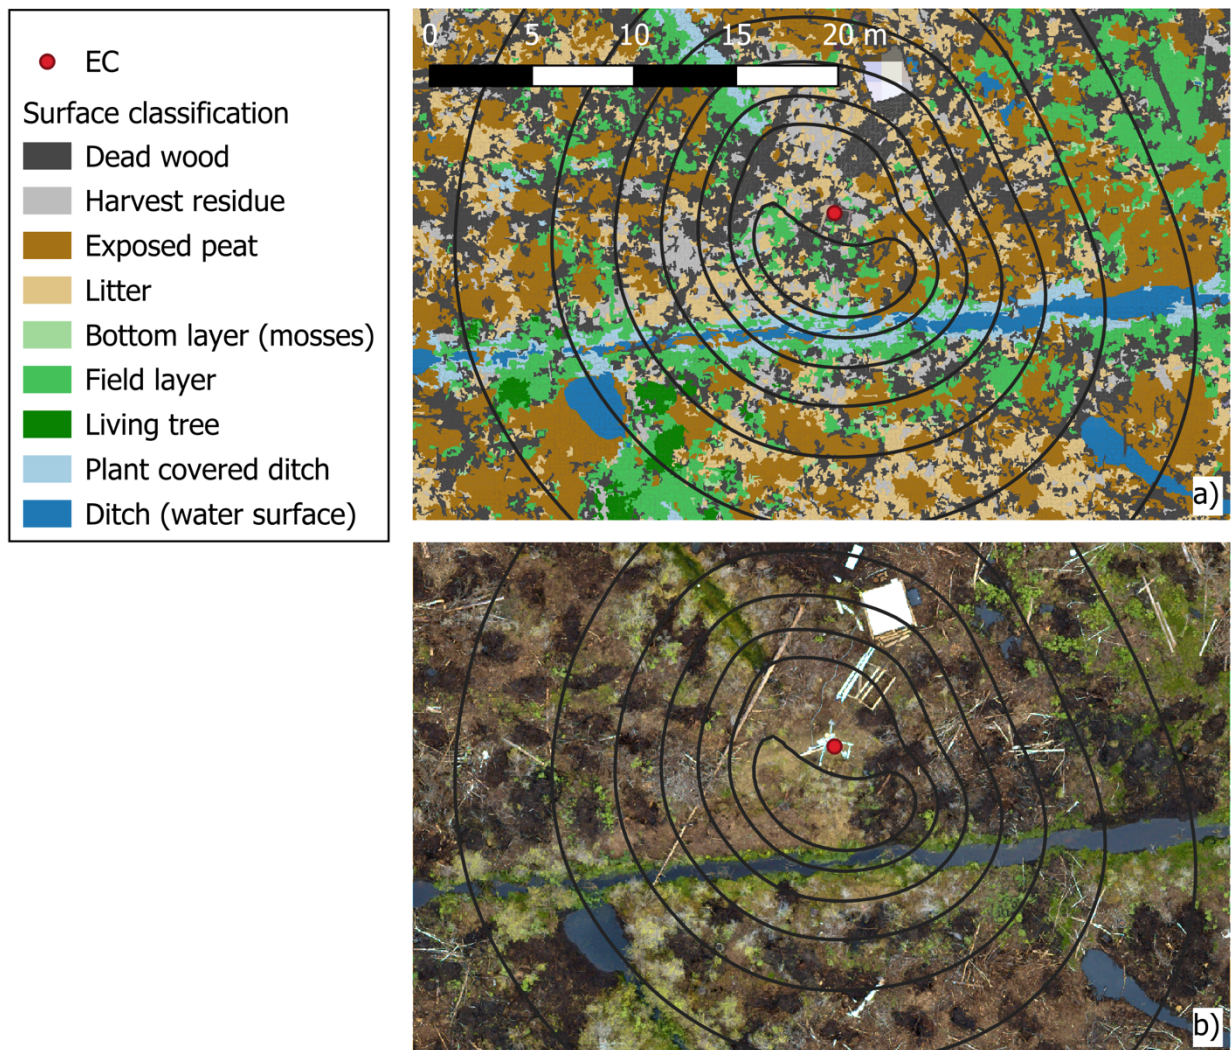 EC
Surface classification
Dead wood
Harvest residue
Exposed peat
Litter
Bottom layer (mosses)
Field layer
Living tree
Plant covered ditch
Ditch (water surface)
0 5 10 15 20 m
a)
b)